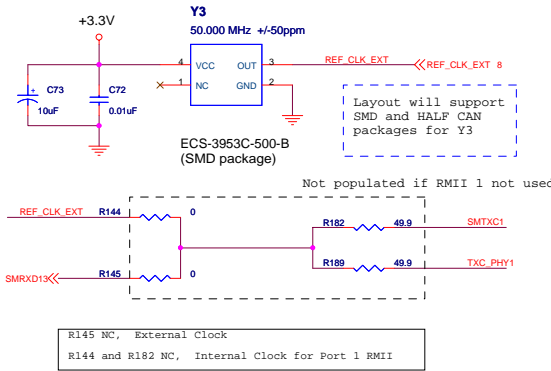 +3.3V
Y3
50.000 MHz +/-50ppm
4 VCC OUT 3 REF_CLK_EXT REF_CLK_EXT 8
1 NC GND 2
+ C73 C72
10uF 0.01uF
Layout will support
SMD and HALF CAN
packages for Y3
ECS-3953C-500-B
(SMD package)
Not populated if RMII 1 not used
REF_CLK_EXT R144 0
R182 49.9 SMTXC1
SMRXD13 R145 0
R189 49.9 TXC_PHY1
R145 NC, External Clock
R144 and R182 NC, Internal Clock for Port 1 RMII